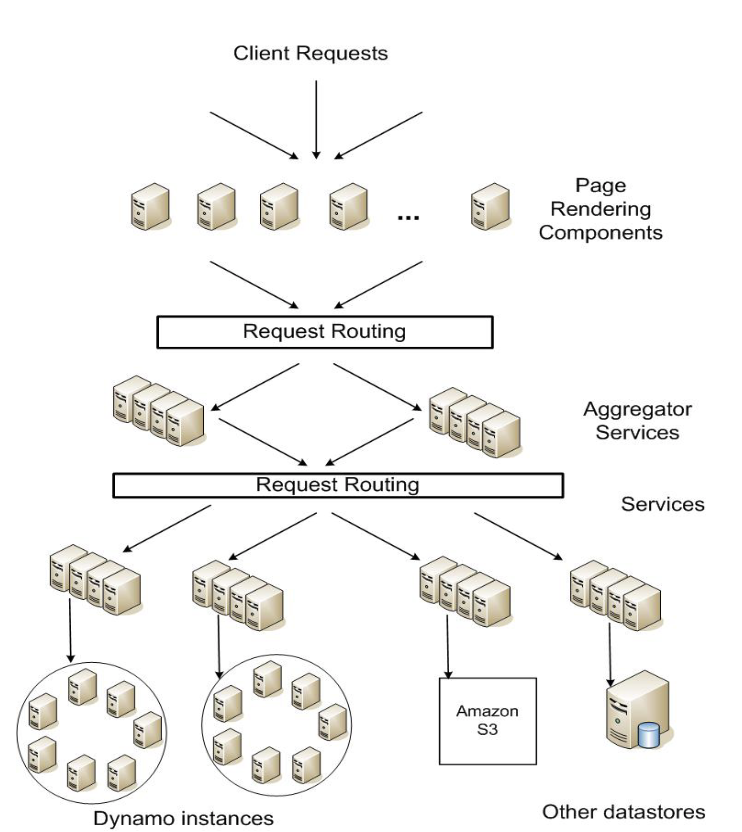 Client Requests
...
Page
Rendering
Components
Request Routing
Aggregator
Services
Request Routing
Services
Amazon
S3
Dynamo instances
Other datastores